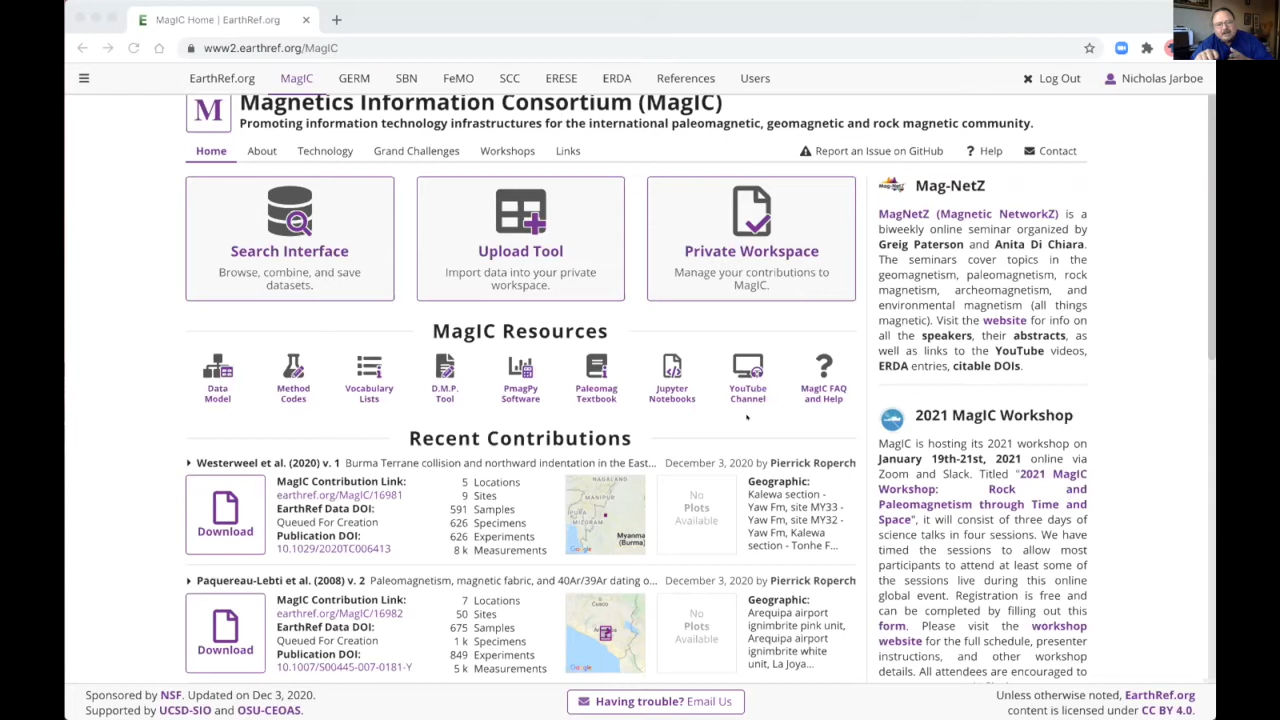 MagIC Home | EarthRef.org
www2.earthref.org/MagIC
EarthRef.org MagIC GERM SBN FeMO SCC ERESE ERDA References Users Log Out Nicholas Jarboe
M
Magnetics Information Consortium (MagIC)
Promoting information technology infrastructures for the international paleomagnetic, geomagnetic and rock magnetic community.
Home About Technology Grand Challenges Workshops Links Report an Issue on GitHub ? Help Contact
Search Interface
Browse, combine, and save
datasets.
Upload Tool
Import data into your private
workspace.
Private Workspace
Manage your contributions to
MagIC.
MagIC Resources
Data
Model
Method
Codes
Vocabulary
Lists
D.M.P.
Tool
PmagPy
Software
Paleomag
Textbook
Jupyter
Notebooks
YouTube
Channel
MagIC FAQ
and Help
Recent Contributions
Westerweel et al. (2020) v. 1 Burma Terrane collision and northward indentation in the East... December 3, 2020 by Pierrick Roperch
Download
MagIC Contribution Link:
earthref.org/MagIC/16981
EarthRef Data DOI:
Queued For Creation
Publication DOI:
10.1029/2020TC006413
5 Locations
9 Sites
591 Samples
626 Specimens
626 Experiments
8 k Measurements
NAGALAND
MANIPUR
MIZORAM
Myanma
(Burma)
Google
No
Plots
Available
Geographic:
Kalewa section -
Yaw Fm, site MY33 -
Yaw Fm, site MY32 -
Yaw Fm, Kalewa
section - Tonhe F...
Paquereau-Lebti et al. (2008) v. 2 Paleomagnetism, magnetic fabric, and 40Ar/39Ar dating o... December 3, 2020 by Pierrick Roperch
Download
MagIC Contribution Link:
earthref.org/MagIC/16982
EarthRef Data DOI:
Queued For Creation
Publication DOI:
10.1007/S00445-007-0181-Y
7 Locations
50 Sites
675 Samples
1 k Specimens
849 Experiments
5 k Measurements
Cusco
Google
No
Plots
Available
Geographic:
Arequipa airport
ignimbrite pink unit,
Arequipa airport
ignimbrite white
unit, La Joya...
Mag-NetZ
MagNetZ (Magnetic NetworkZ) is a
biweekly online seminar organized by
Greig Paterson and Anita Di Chiara.
The seminars cover topics in the
geomagnetism, paleomagnetism, rock
magnetism, archeomagnetism, and
environmental magnetism (all things
magnetic). Visit the website for info on
all the speakers, their abstracts, as
well as links to the YouTube videos,
ERDA entries, citable DOIs.
2021 MagIC Workshop
MagIC is hosting its 2021 workshop on
January 19th-21st, 2021 online via
Zoom and Slack. Titled "2021 MagIC
Workshop: Rock and
Paleomagnetism through Time and
Space", it will consist of three days of
science talks in four sessions. We have
timed the sessions to allow most
participants to attend at least some of
the sessions live during this online
global event. Registration is free and
can be completed by filling out this
form. Please visit the workshop
website for the full schedule, presenter
instructions, and other workshop
details. All attendees are encouraged to
Sponsored by NSF. Updated on Dec 3, 2020.
Supported by UCSD-SIO and OSU-CEOAS.
Having trouble? Email Us
Unless otherwise noted, EarthRef.org
content is licensed under CC BY 4.0.